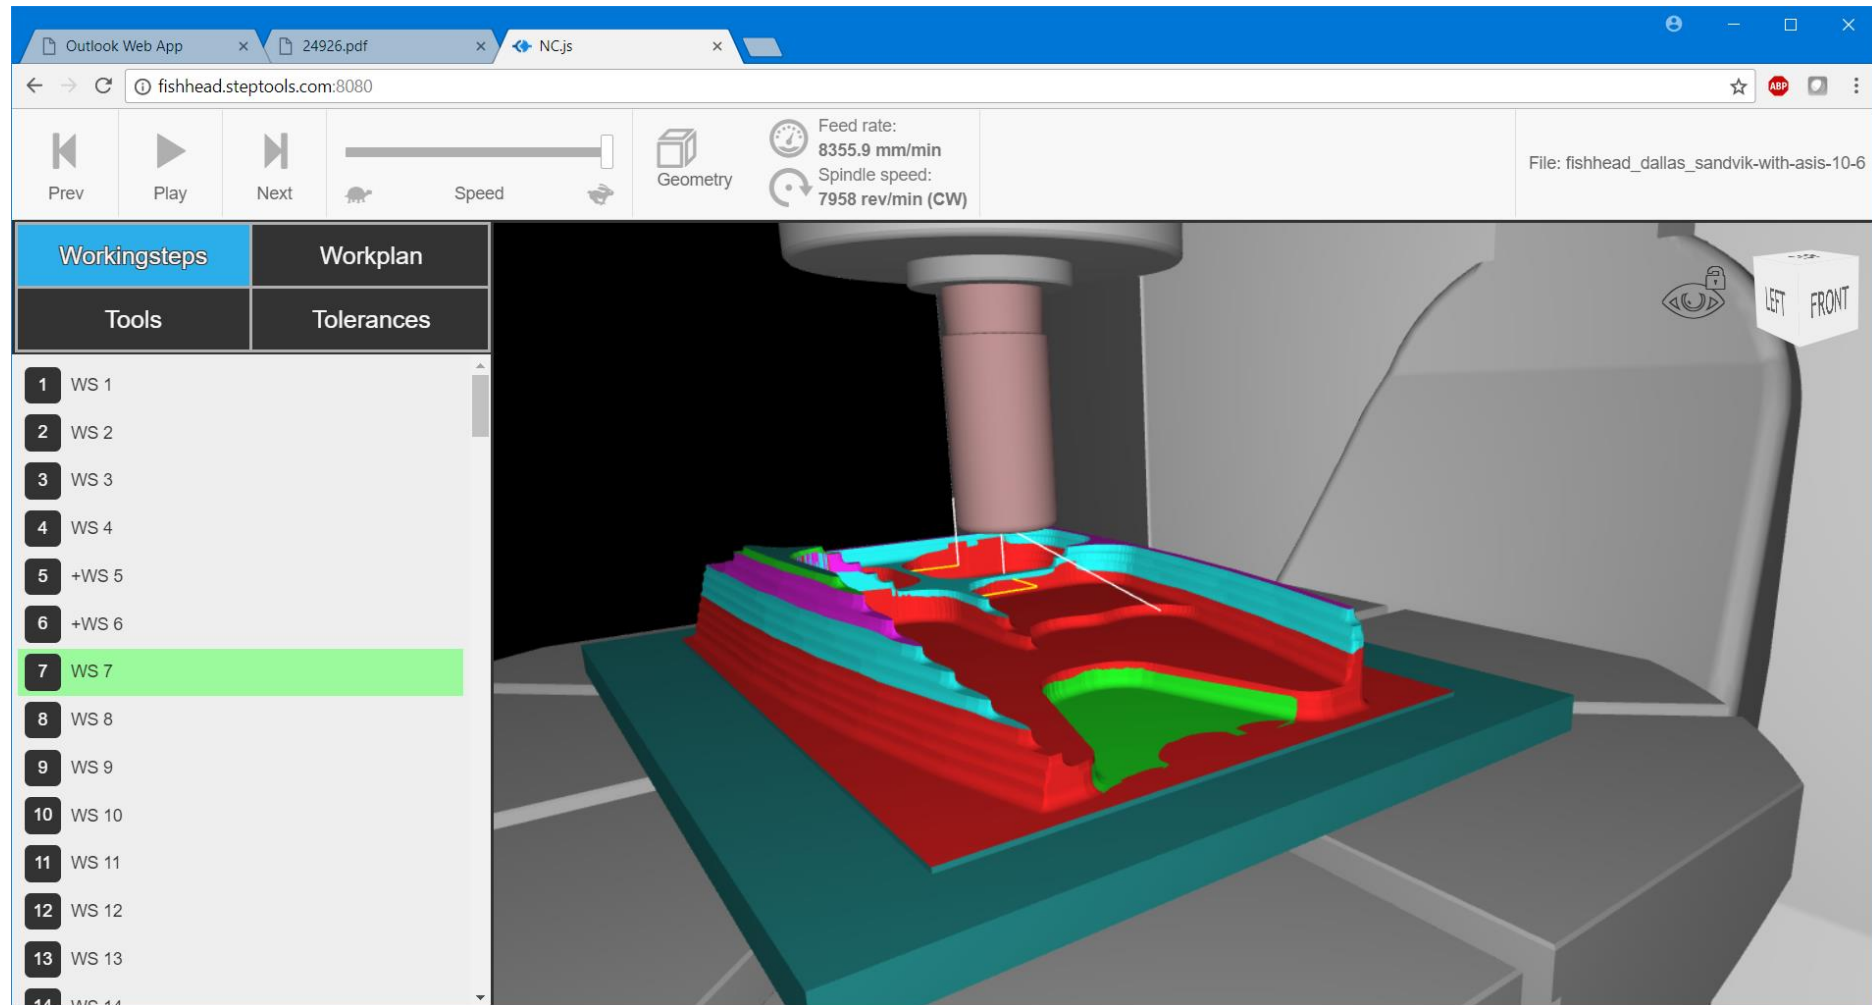 Outlook Web App
24926.pdf
NC.js
fishhead.steptools.com:8080
ABP
Prev
Play
Next
Speed
Geometry
Feed rate:
8355.9 mm/min
Spindle speed:
7958 rev/min (CW)
File: fishhead_dallas_sandvik-with-asis-10-6
Workingsteps
Workplan
Tools
Tolerances
LEFT
FRONT
1 WS 1
2 WS 2
3 WS 3
4 WS 4
5 +WS 5
6 +WS 6
7 WS 7
8 WS 8
9 WS 9
10 WS 10
11 WS 11
12 WS 12
13 WS 13
14 WS 14